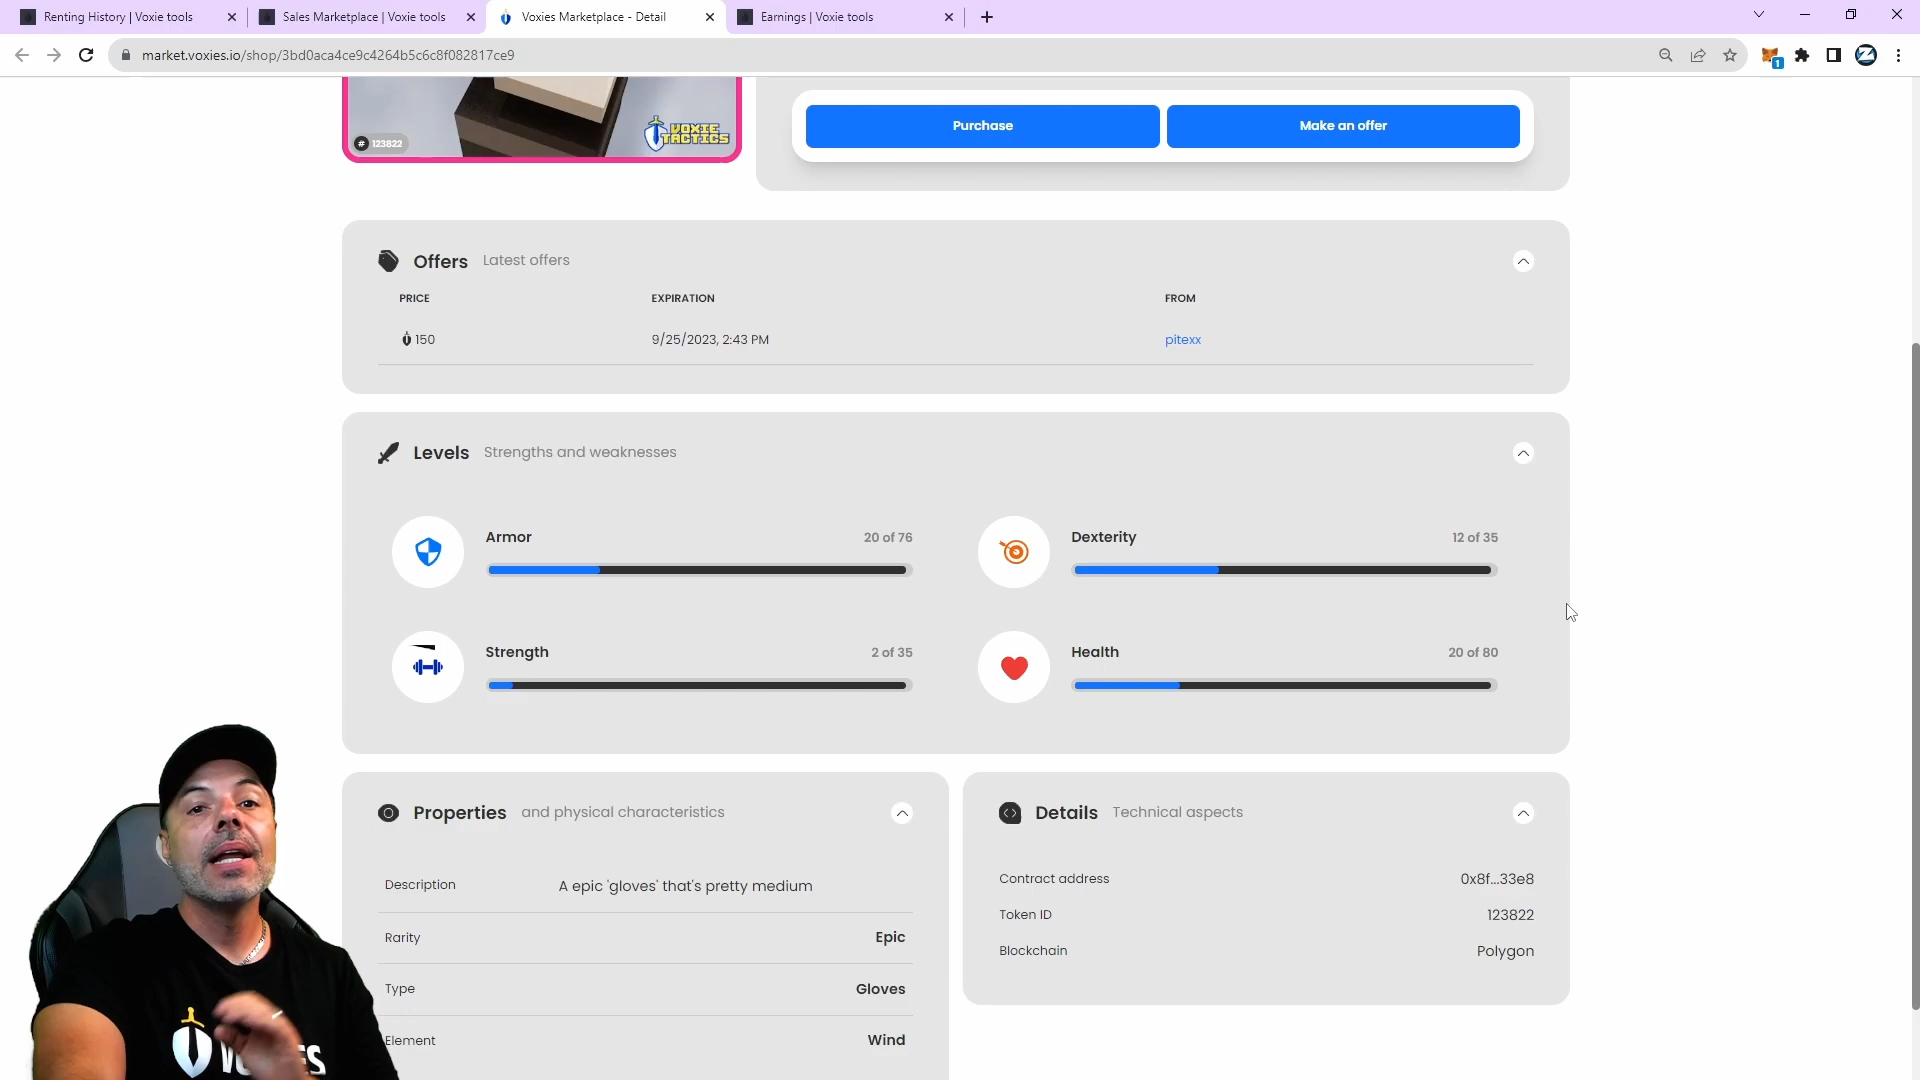 Renting History | Voxie tools
Sales Marketplace | Voxie tools
Voxies Marketplace - Detail
Earnings | Voxie tools
market.voxies.io/shop/3bd0aca4ce9c4264b5c6c8f082817ce9
1
# 123822
VOXIE
TACTICS
Purchase
Make an offer
Offers Latest offers
PRICE EXPIRATION FROM
150 9/25/2023, 2:43 PM pitexx
Levels Strengths and weaknesses
Armor 20 of 76
Dexterity 12 of 35
Strength 2 of 35
Health 20 of 80
Properties and physical characteristics
Description A epic 'gloves' that's pretty medium
Rarity Epic
Type Gloves
Element Wind
Details Technical aspects
Contract address 0x8f...33e8
Token ID 123822
Blockchain Polygon